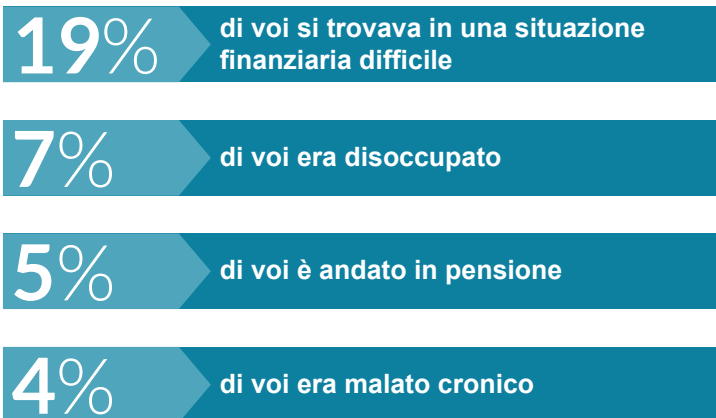 19%
di voi si trovava in una situazione
finanziaria difficile
7%
di voi era disoccupato
5%
di voi è andato in pensione
4%
di voi era malato cronico